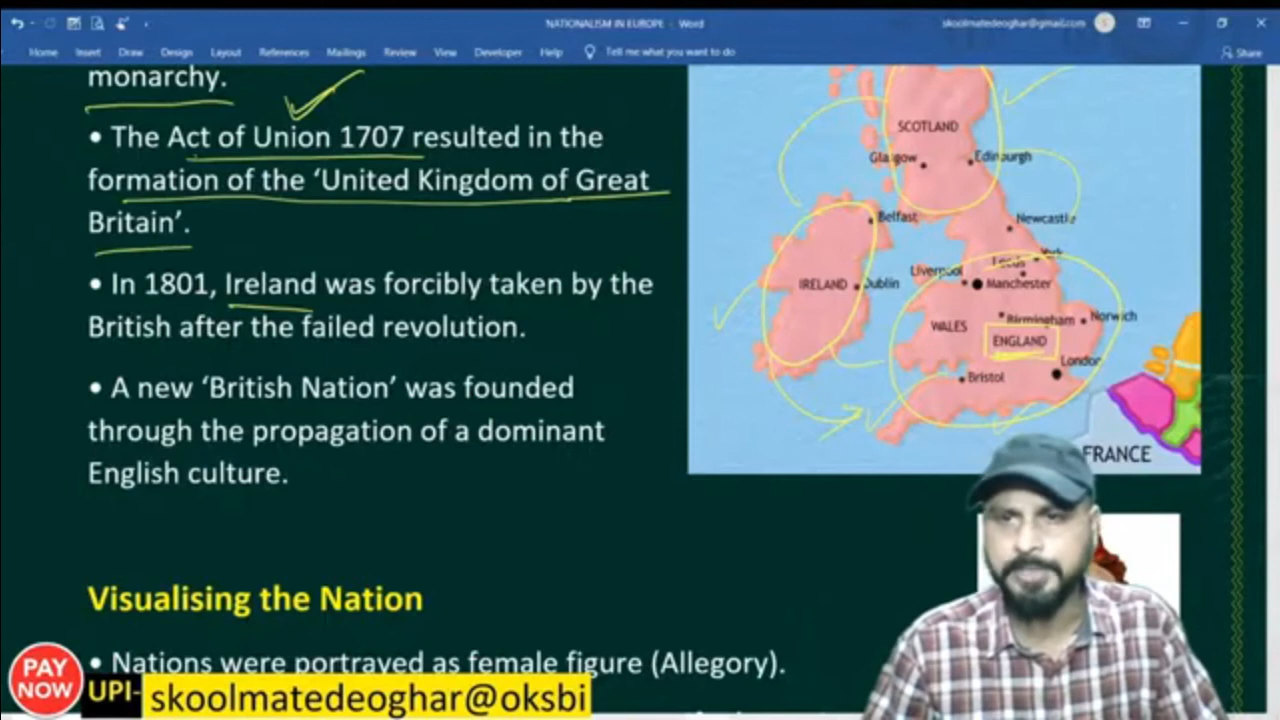 NATIONALISM IN EUROPE - Word
skoolmatedeoghar@gmail.com
Home Insert Draw Design Layout References Mailings Review View Developer Help Tell me what you want to do
Share
monarchy.
• The Act of Union 1707 resulted in the
formation of the ‘United Kingdom of Great
Britain’.
• In 1801, Ireland was forcibly taken by the
British after the failed revolution.
• A new ‘British Nation’ was founded
through the propagation of a dominant
English culture.
SCOTLAND
Glasgow
Edinburgh
Belfast
Newcastle
York
Leeds
Liverpool
Manchester
IRELAND
Dublin
Birmingham
Norwich
WALES
ENGLAND
London
Bristol
FRANCE
Visualising the Nation
• Nations were portrayed as female figure (Allegory).
PAY
NOW
UPI-
skoolmatedeoghar@oksbi